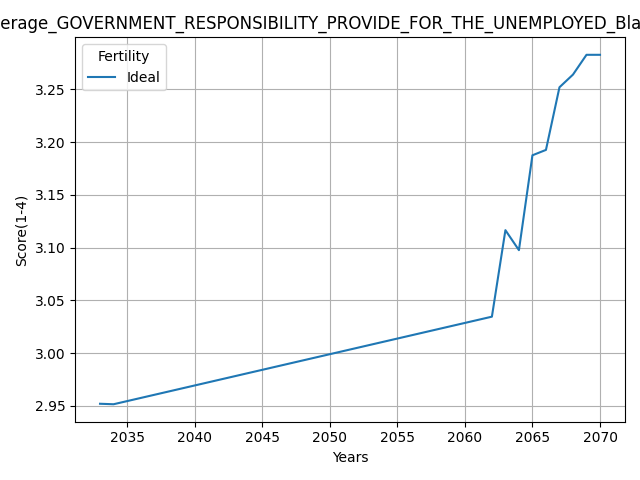 erage_GOVERNMENT_RESPONSIBILITY_PROVIDE_FOR_THE_UNEMPLOYED_Bla
Fertility
Ideal
Score(1-4)
3.25
3.20
3.15
3.10
3.05
3.00
2.95
2035 2040 2045 2050 2055 2060 2065 2070
Years